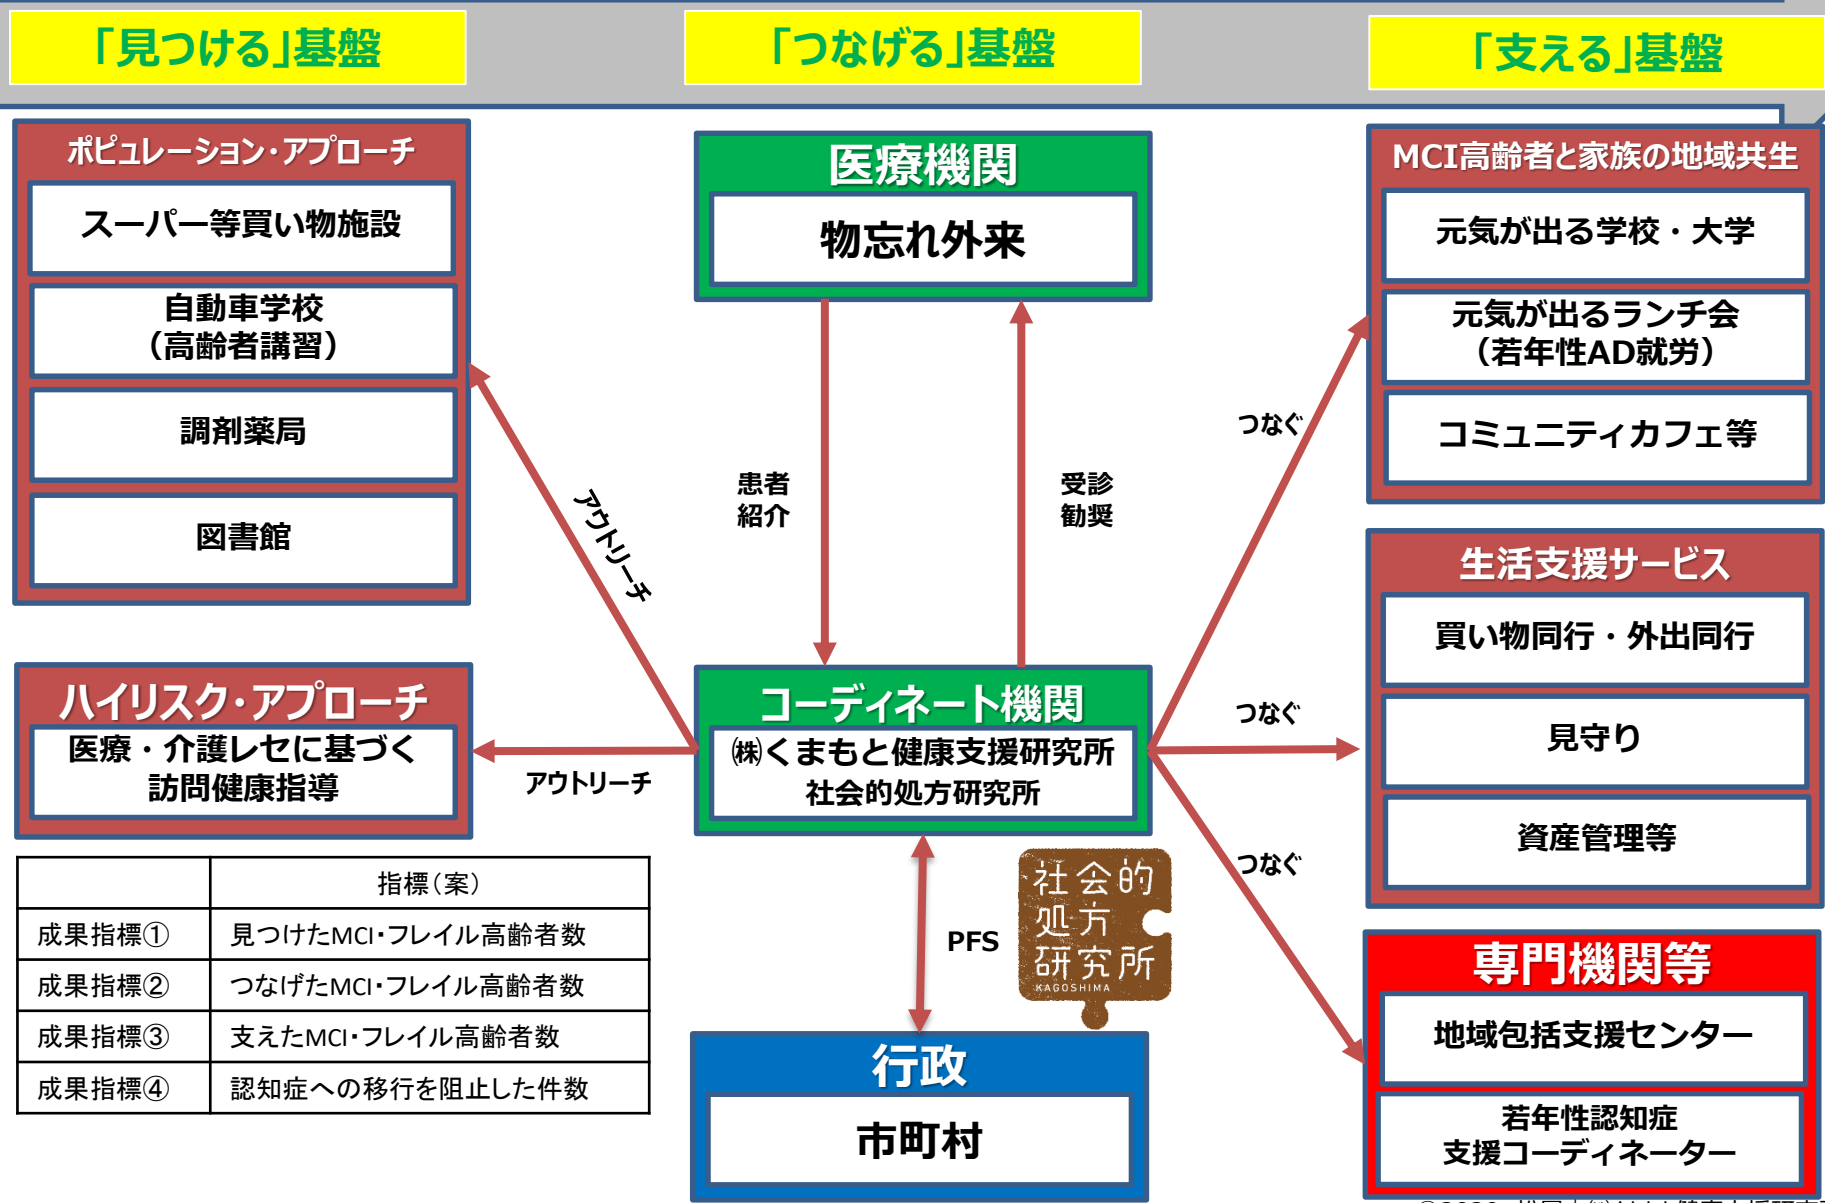 「見つける」基盤
「つなげる」基盤
「支える」基盤
ポピュレーション・アプローチ
スーパー等買い物施設
自動車学校
（高齢者講習）
調剤薬局
図書館
ハイリスク・アプローチ
医療・介護レセに基づく
訪問健康指導
アウトリーチ
アウトリーチ
医療機関
物忘れ外来
患者
紹介
受診
勧奨
コーディネート機関
㈱くまもと健康支援研究所
社会的処方研究所
PFS
社会的
処方
研究所
KAGOSHIMA
行政
市町村
つなぐ
つなぐ
つなぐ
MCI高齢者と家族の地域共生
元気が出る学校・大学
元気が出るランチ会
（若年性AD就労）
コミュニティカフェ等
生活支援サービス
買い物同行・外出同行
見守り
資産管理等
専門機関等
地域包括支援センター
若年性認知症
支援コーディネーター
指標（案）
成果指標① 見つけたMCI・フレイル高齢者数
成果指標② つなげたMCI・フレイル高齢者数
成果指標③ 支えたMCI・フレイル高齢者数
成果指標④ 認知症への移行を阻止した件数